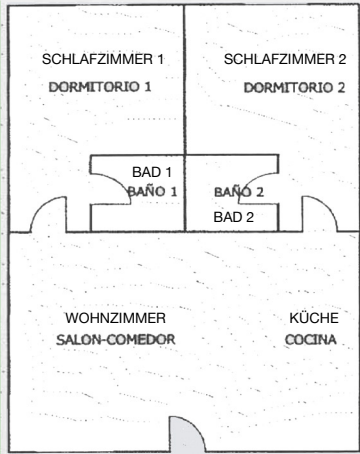 SCHLAFZIMMER 1
DORMITORIO 1
SCHLAFZIMMER 2
DORMITORIO 2
BAD 1
BAÑO 1
BAÑO 2
BAD 2
WOHNZIMMER
SALON-COMEDOR
KÜCHE
COCINA